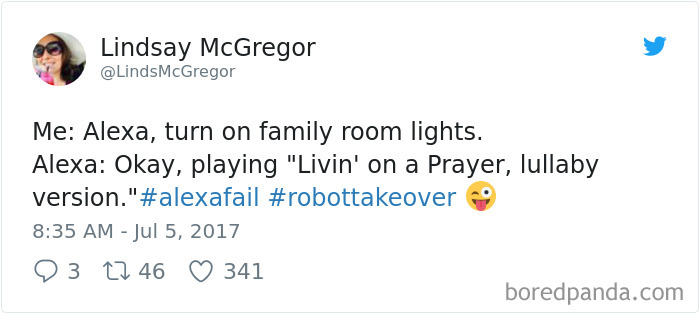 Lindsay McGregor
@LindsMcGregor
Me: Alexa, turn on family room lights.
Alexa: Okay, playing "Livin' on a Prayer, lullaby
version."#alexafail #robottakeover 😜
8:35 AM - Jul 5, 2017
3 46 341
boredpanda.com